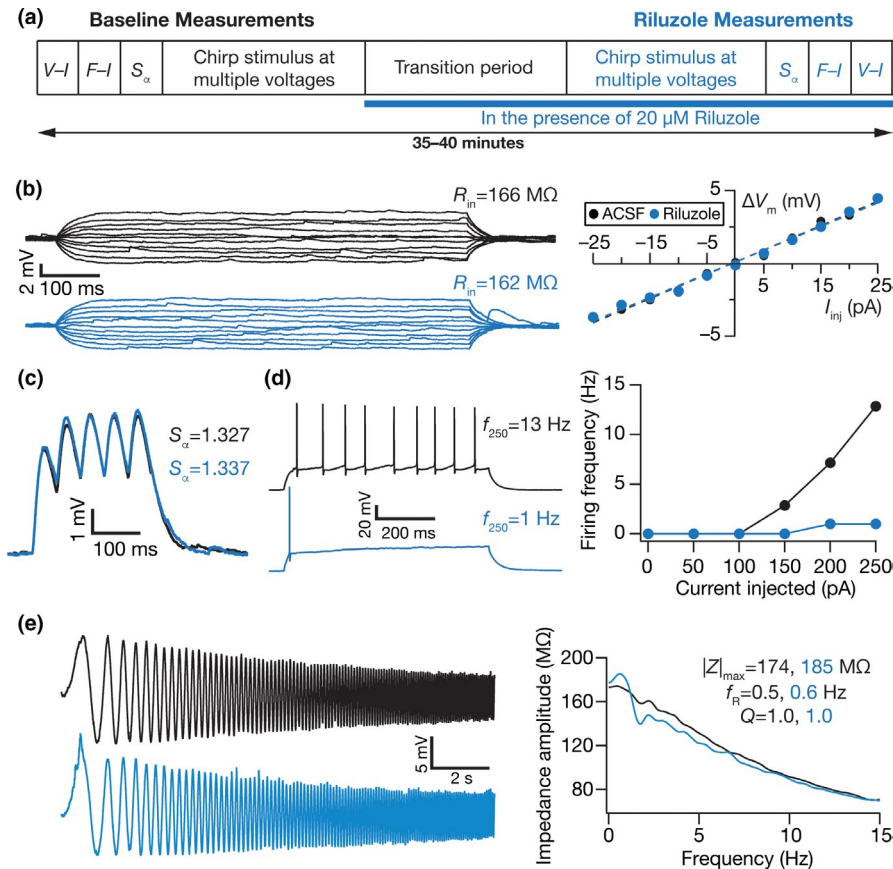 (a)
Baseline Measurements
Riluzole Measurements
V–I
F–I
Sα
Chirp stimulus at
multiple voltages
Transition period
Chirp stimulus at
multiple voltages
Sα
F–I
V–I
In the presence of 20 µM Riluzole
35–40 minutes
(b)
Rin=166 MΩ
2 mV
100 ms
Rin=162 MΩ
ACSF
Riluzole
5
ΔVm (mV)
−25
−15
−5
5
15
25
−5
Iinj (pA)
(c)
Sα=1.327
Sα=1.337
1 mV
100 ms
(d)
f250=13 Hz
20 mV
200 ms
f250=1 Hz
Firing frequency (Hz)
15
10
5
0
0
50
100
150
200
250
Current injected (pA)
(e)
5 mV
2 s
Impedance amplitude (MΩ)
200
160
120
80
|Z|max=174, 185 MΩ
fR=0.5, 0.6 Hz
Q=1.0, 1.0
0
5
10
15
Frequency (Hz)